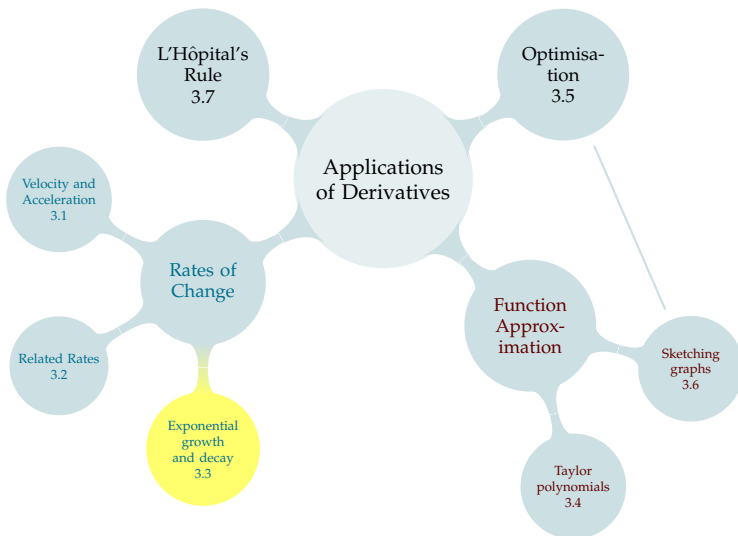 L'Hôpital's
Rule
3.7
Optimisa-
tion
3.5
Applications
of Derivatives
Velocity and
Acceleration
3.1
Rates of
Change
Related Rates
3.2
Exponential
growth
and decay
3.3
Function
Approx-
imation
Sketching
graphs
3.6
Taylor
polynomials
3.4